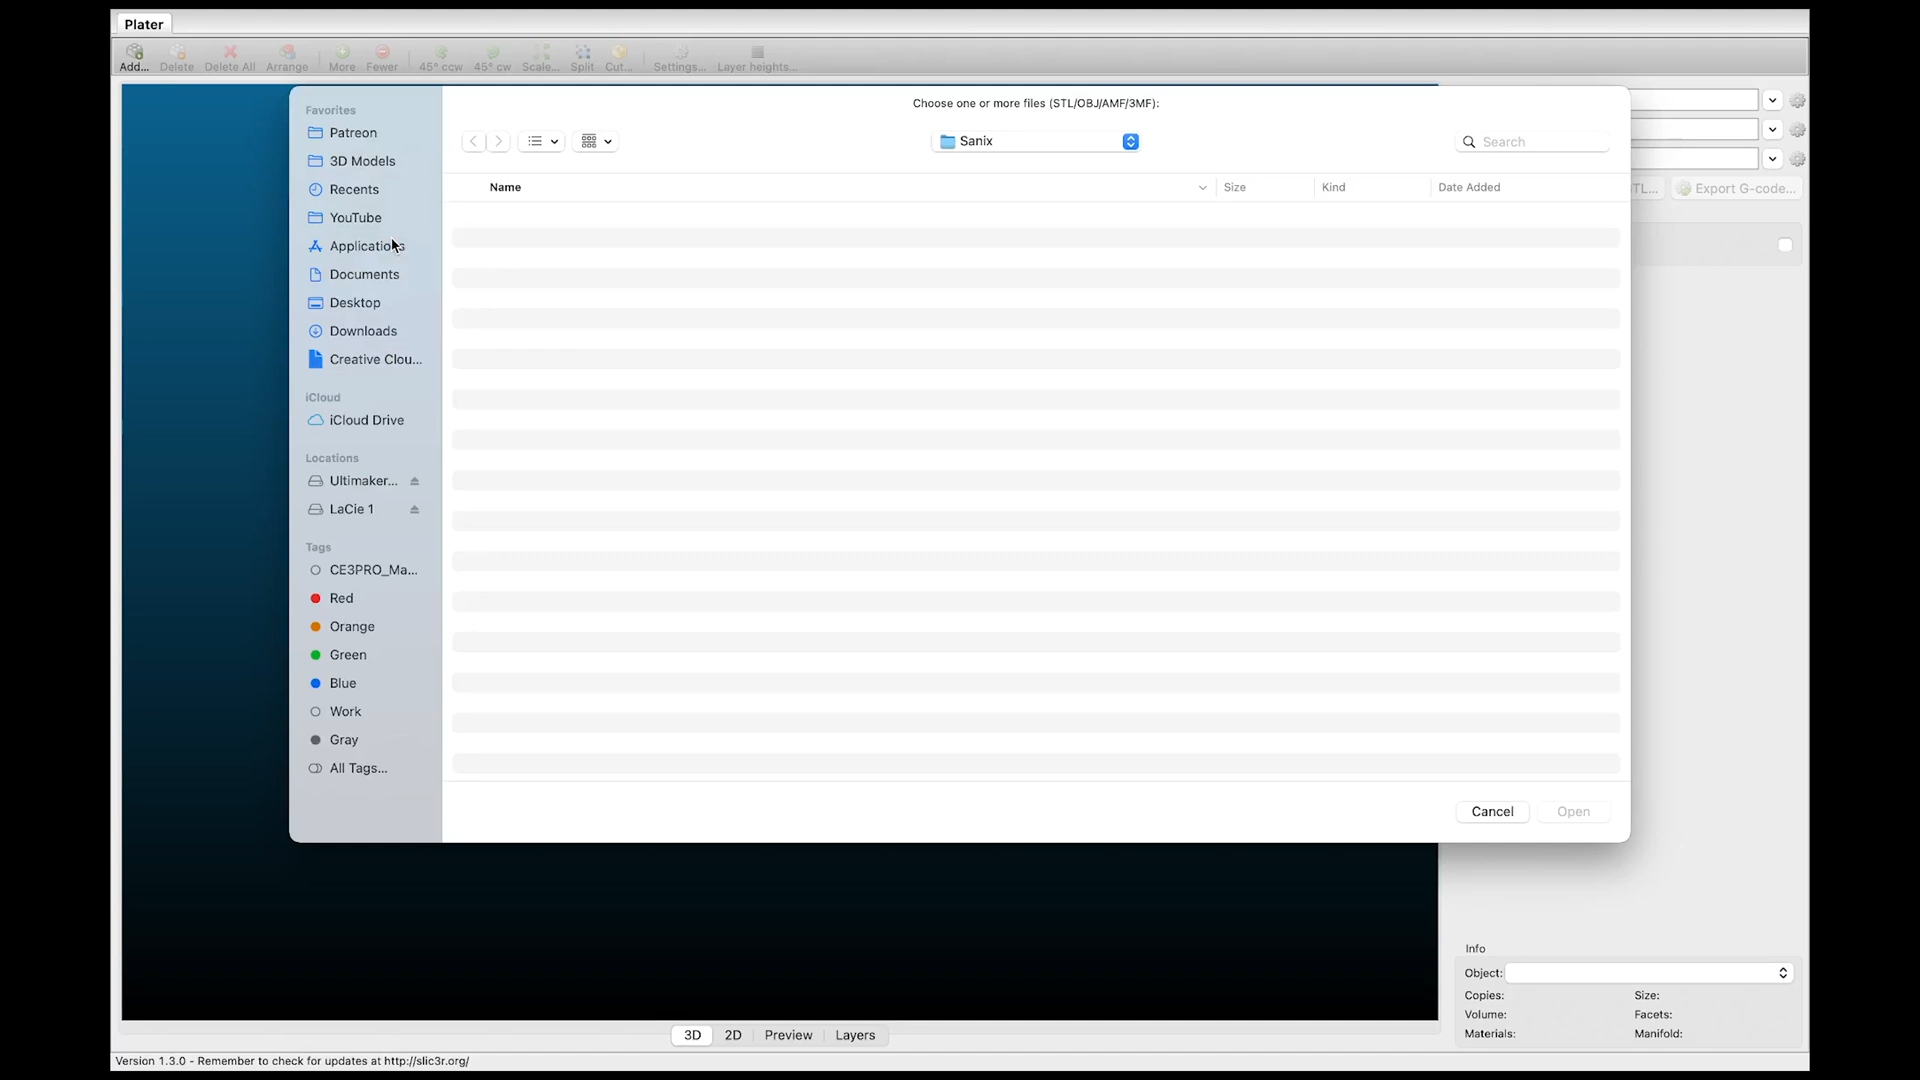 Plater
Add... Delete Delete All Arrange More Fewer 45° ccw 45° cw Scale... Split Cut... Settings... Layer heights...
Choose one or more files (STL/OBJ/AMF/3MF):
Sanix
Search
Name Size Kind Date Added
Favorites
Patreon
3D Models
Recents
YouTube
Applications
Documents
Desktop
Downloads
Creative Clou...
iCloud
iCloud Drive
Locations
Ultimaker...
LaCie 1
Tags
CE3PRO_Ma...
Red
Orange
Green
Blue
Work
Gray
All Tags...
Cancel Open
TL... Export G-code...
Info
Object:
Copies: Size:
Volume: Facets:
Materials: Manifold:
3D 2D Preview Layers
Version 1.3.0 - Remember to check for updates at http://slic3r.org/